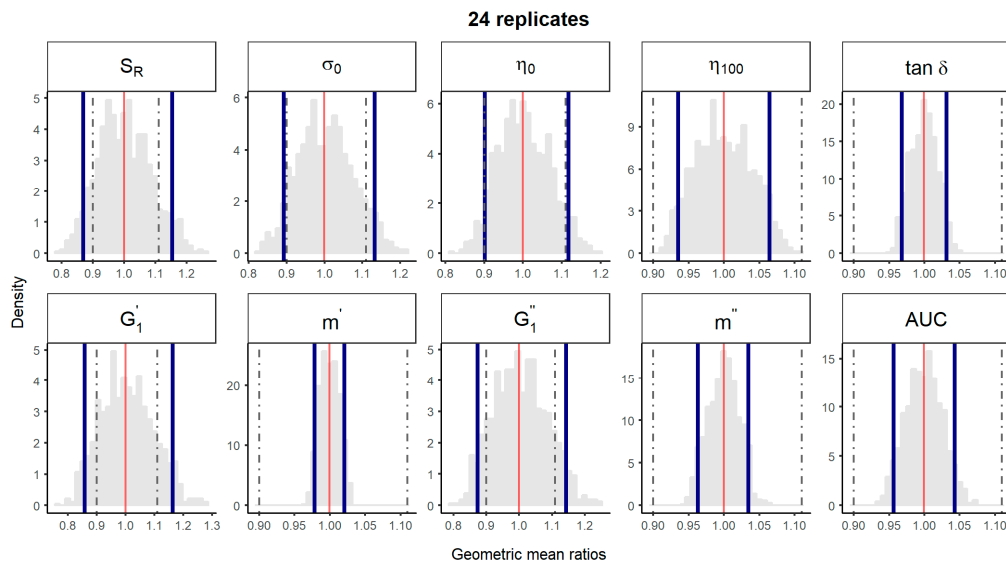 24 replicates
S_R σ_0 η_0 η_100 tan δ
5 6 6 20
4 9 15
3 4 4 6 10
2 2 2 3 5
1
0 0 0 0 0
0.8 0.9 1.0 1.1 1.2 0.9 1.0 1.1 1.2 0.8 0.9 1.0 1.1 1.2 0.90 0.95 1.00 1.05 1.10 0.90 0.95 1.00 1.05 1.10
Density
G'_1 m' G''_1 m'' AUC
5 20 5 15 15
4 4
3 10 3 10 10
2 2 5 5
1 1
0 0 0 0 0
0.8 0.9 1.0 1.1 1.2 1.3 0.90 0.95 1.00 1.05 1.10 0.8 0.9 1.0 1.1 1.2 0.90 0.95 1.00 1.05 1.10 0.90 0.95 1.00 1.05 1.10
Geometric mean ratios